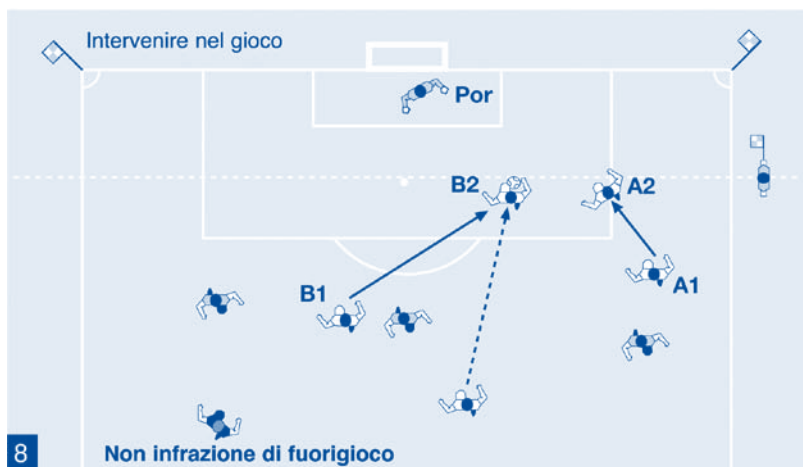 Intervenire nel gioco
Por
B2
A2
B1
A1
8
Non infrazione di fuorigioco